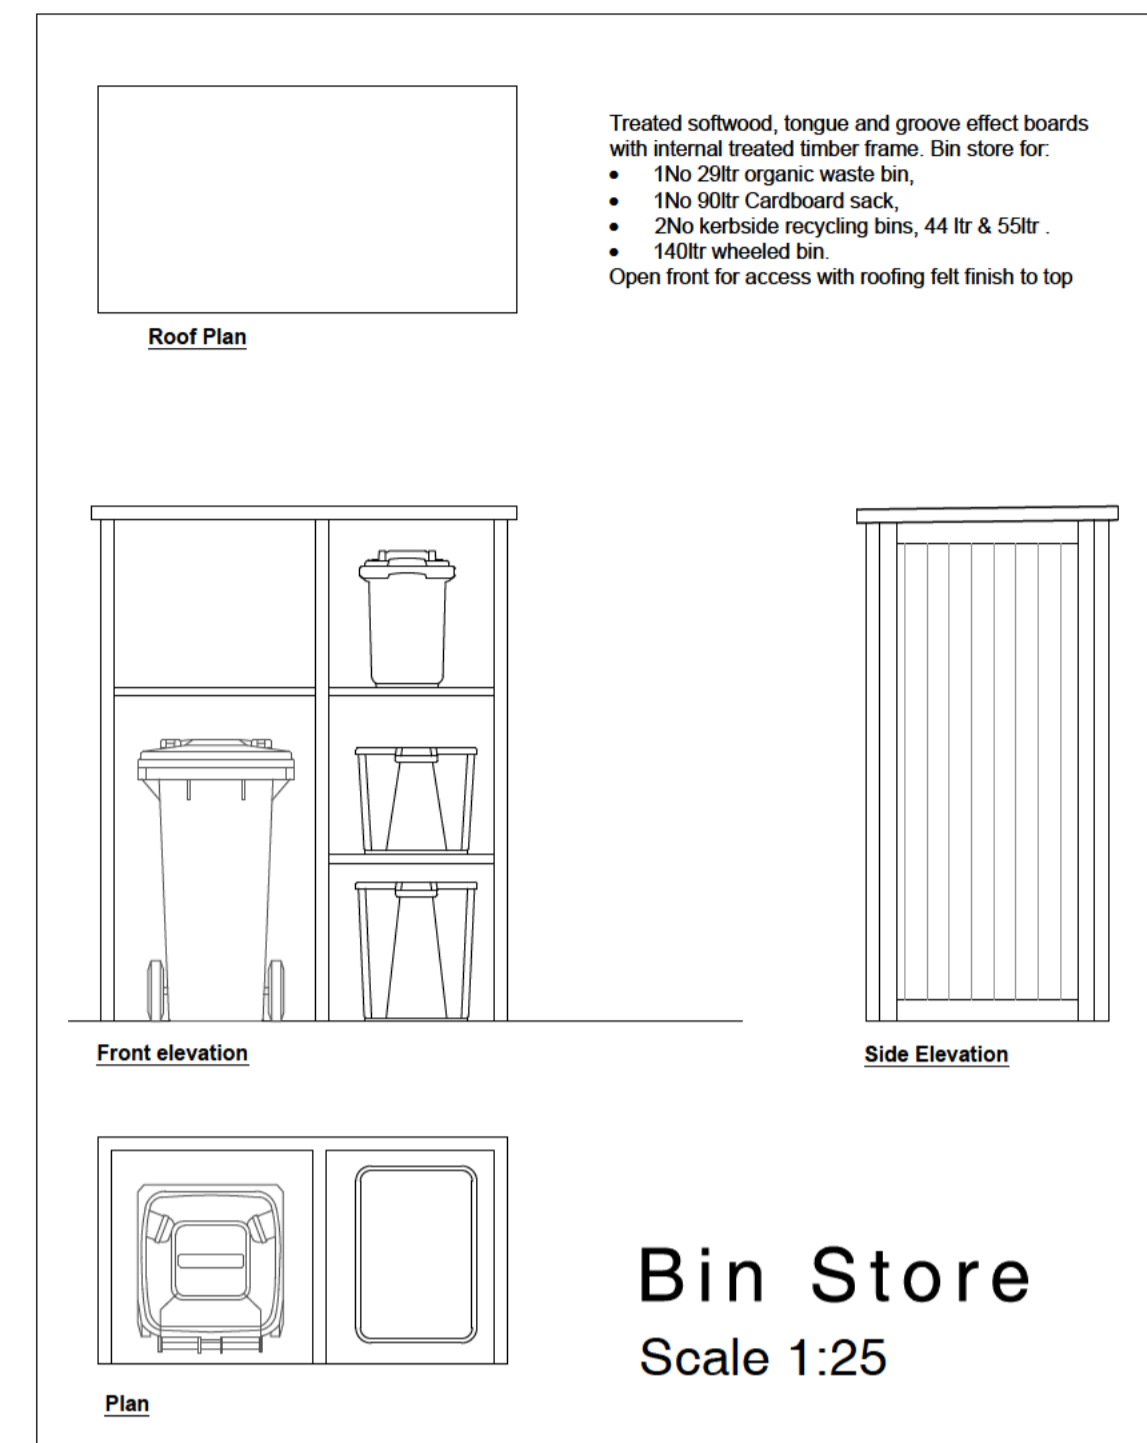 Treated softwood, tongue and groove effect boards
with internal treated timber frame. Bin store for:
• 1No 29ltr organic waste bin,
• 1No 90ltr Cardboard sack,
• 2No kerbside recycling bins, 44 ltr & 55ltr .
• 140ltr wheeled bin.
Open front for access with roofing felt finish to top
Roof Plan
Front elevation
Side Elevation
Plan
Bin Store
Scale 1:25